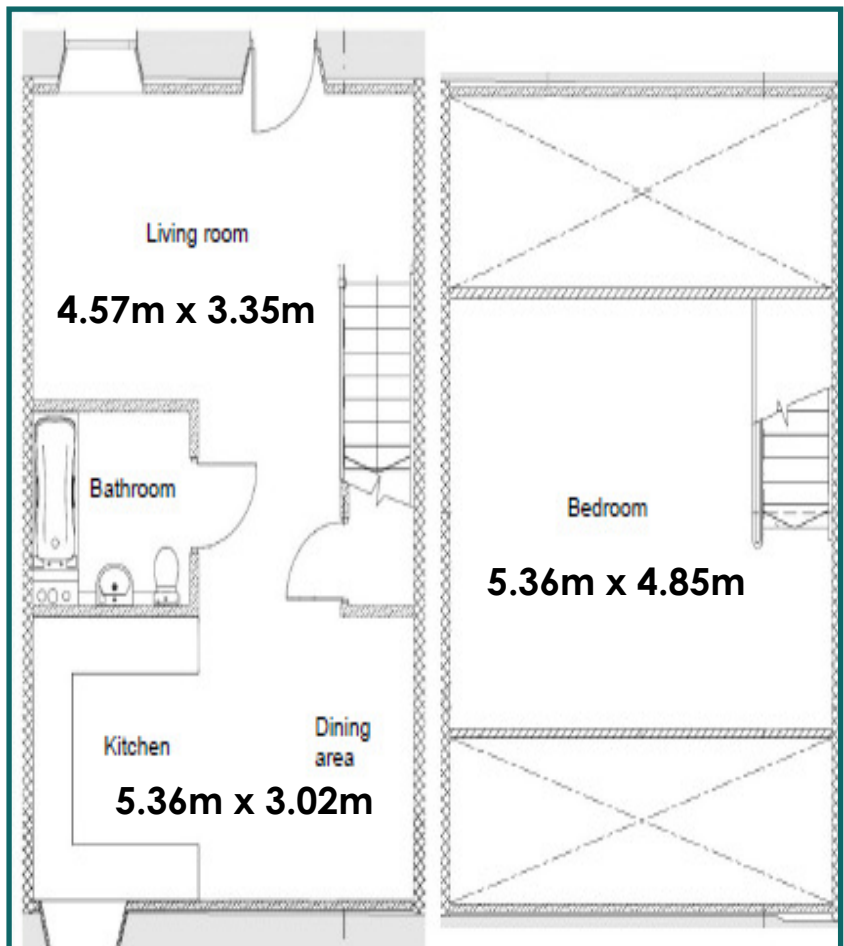 Living room
4.57m x 3.35m
Bathroom
Kitchen
Dining
area
5.36m x 3.02m
Bedroom
5.36m x 4.85m